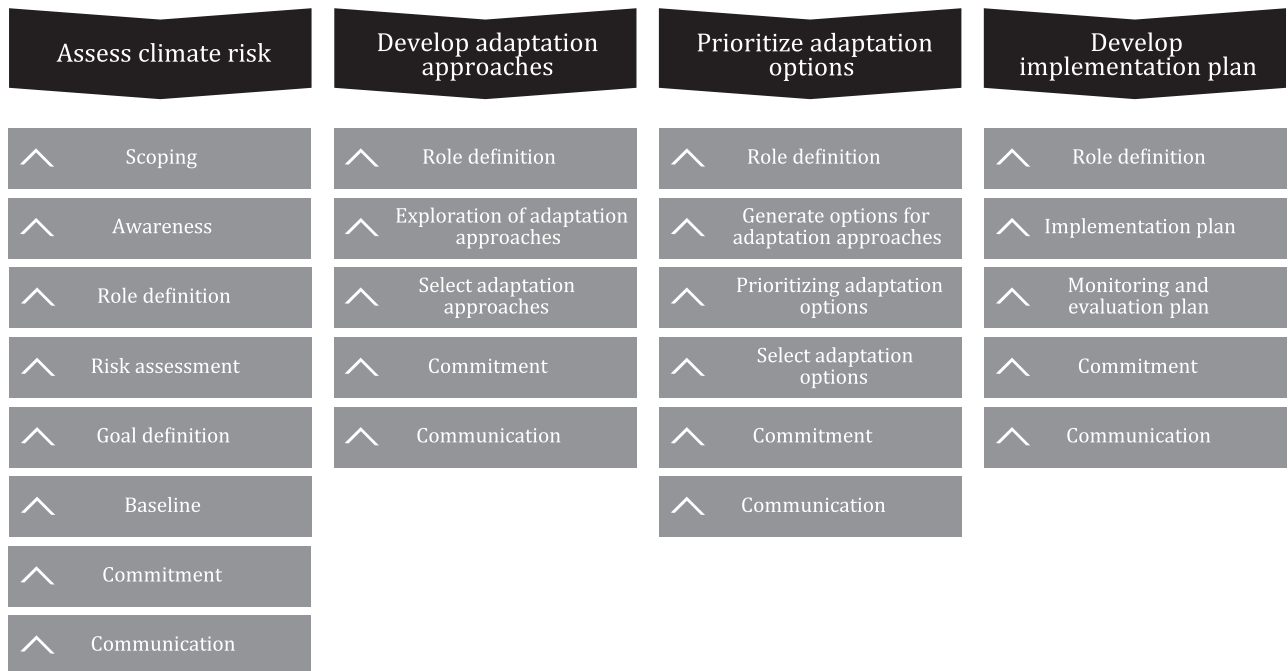 Assess climate risk
Scoping
Awareness
Role definition
Risk assessment
Goal definition
Baseline
Commitment
Communication
Develop adaptation
approaches
Role definition
Exploration of adaptation
approaches
Select adaptation
approaches
Commitment
Communication
Prioritize adaptation
options
Role definition
Generate options for
adaptation approaches
Prioritizing adaptation
options
Select adaptation
options
Commitment
Communication
Develop
implementation plan
Role definition
Implementation plan
Monitoring and
evaluation plan
Commitment
Communication